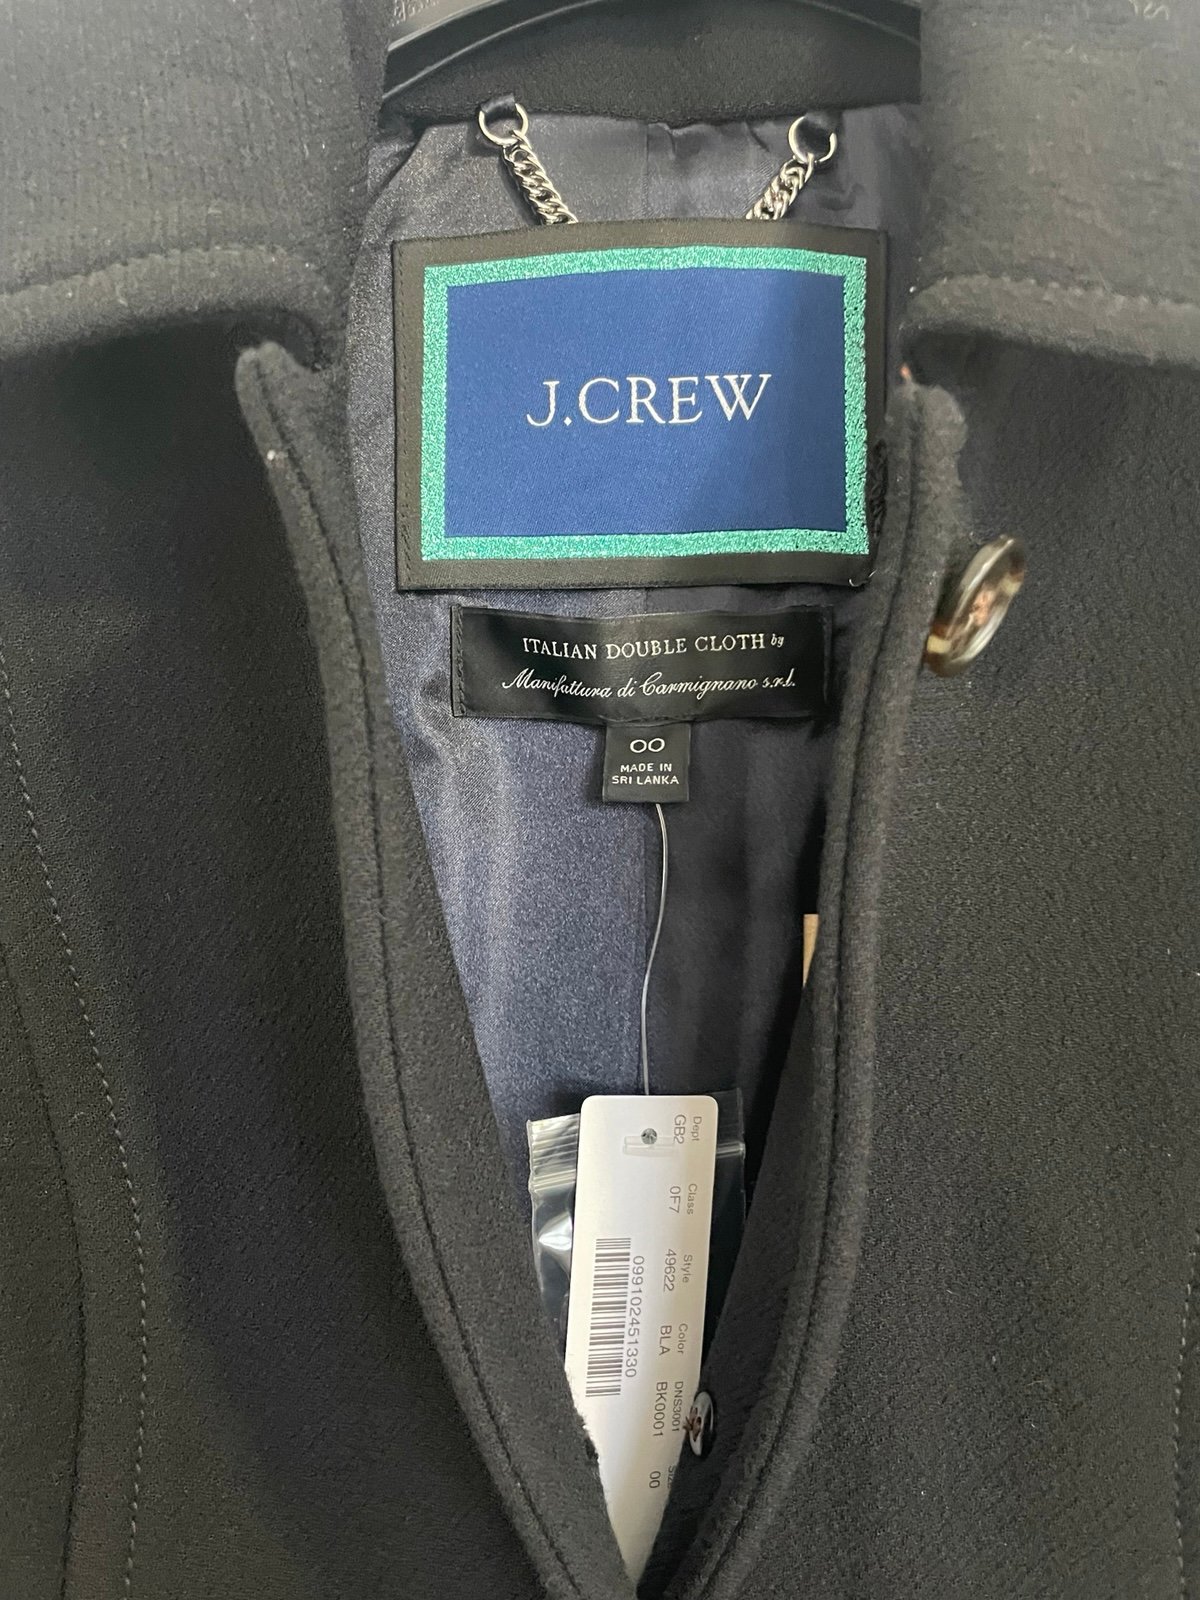 J.CREW
ITALIAN DOUBLE CLOTH by
Manifattura di Carmignano s.r.l.
00
MADE IN
SRI LANKA
Dept Class Style Color DNS3001
GB2 0F7 49622 BLA BK0001 00
099102451330